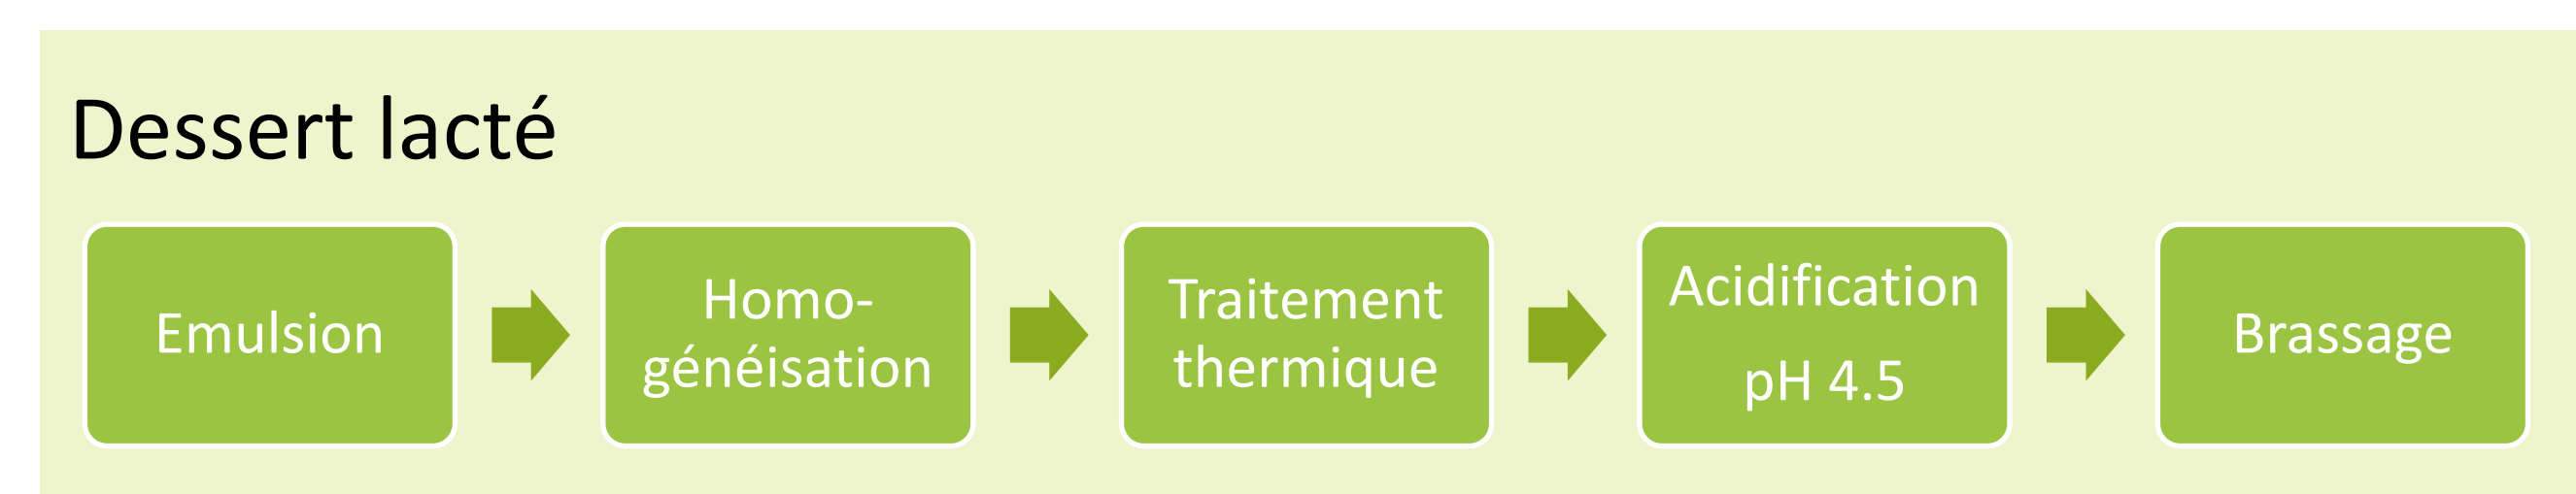 Dessert lacté
Emulsion
Homo-
généisation
Traitement
thermique
Acidification
pH 4.5
Brassage